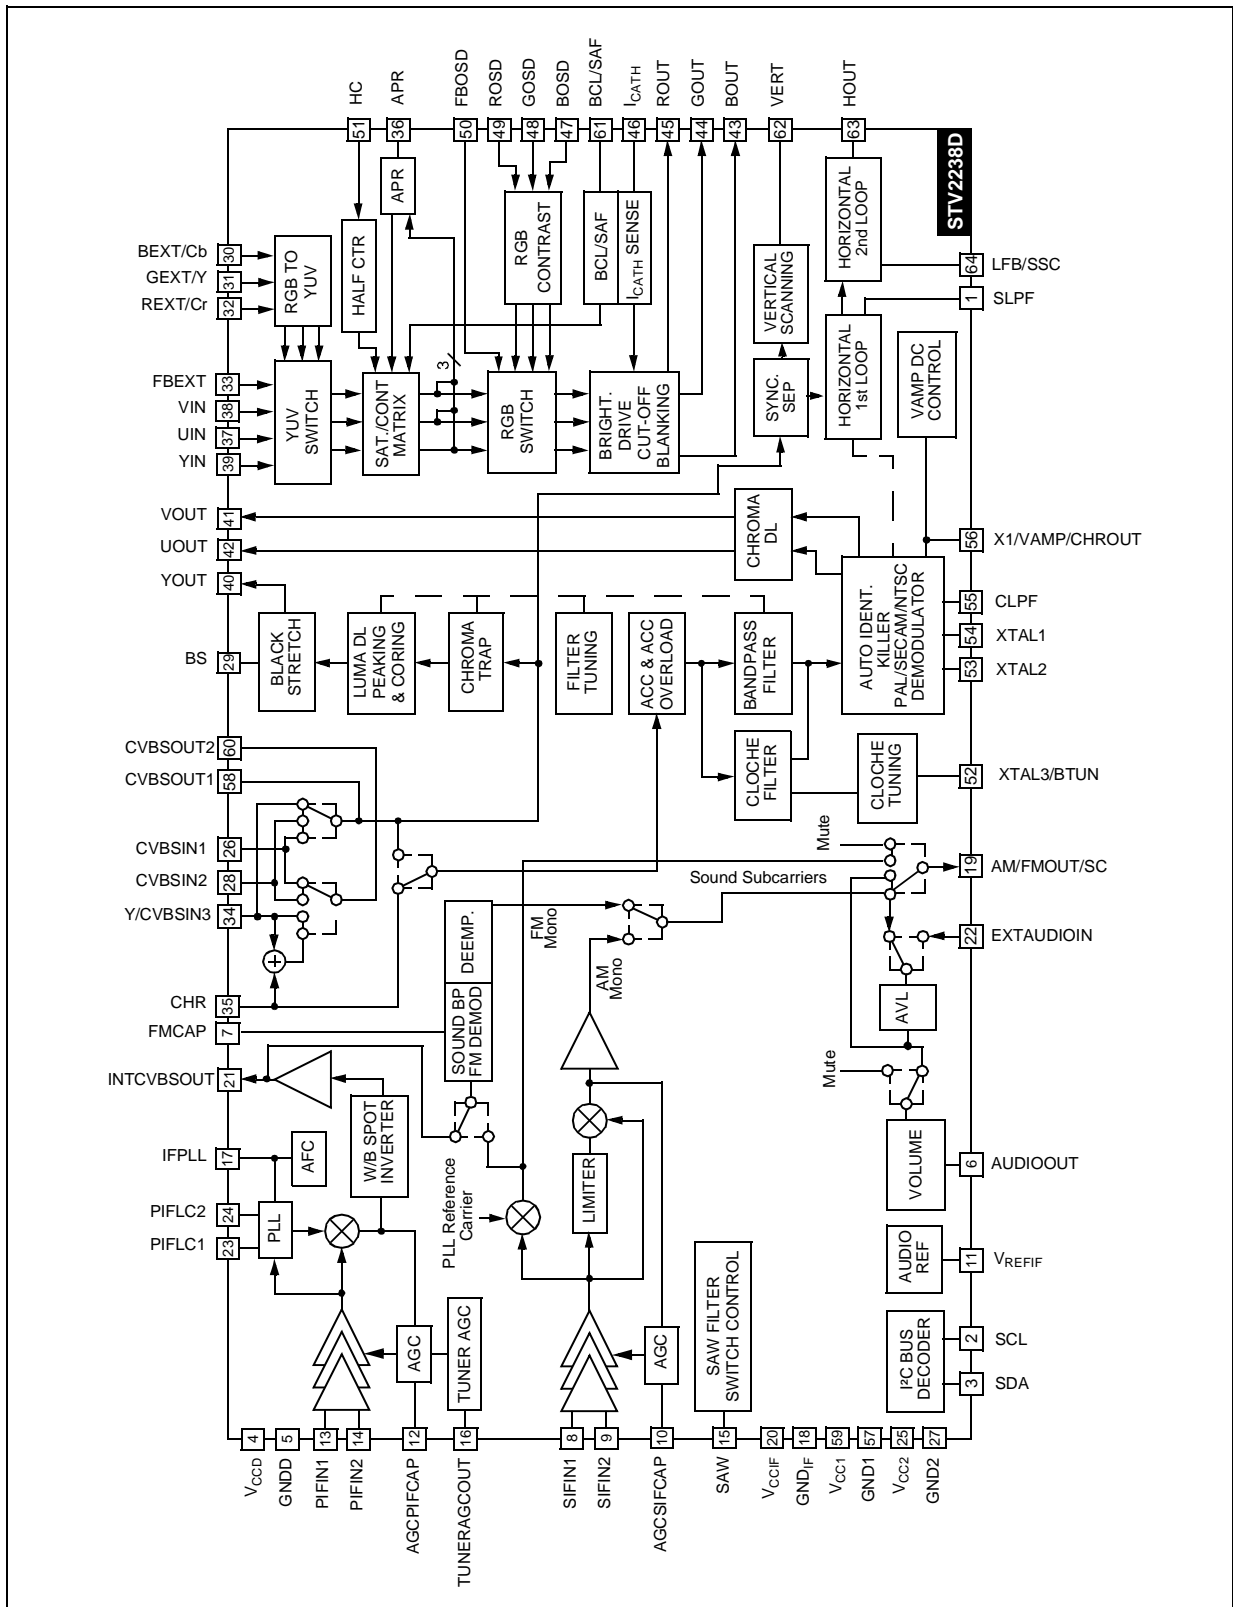 HC
APR
FBOSD
ROSD
GOSD
BOSD
BCL/SAF
ICATH
ROUT
GOUT
BOUT
VERT
HOUT
51
36
50
49
48
47
61
46
45
44
43
62
63
STV2238D
BEXT/Cb
30
GEXT/Y
31
REXT/Cr
32
FBEXT
33
VIN
38
UIN
37
YIN
39
VOUT
41
UOUT
42
YOUT
40
BS
29
CVBSOUT2
60
CVBSOUT1
58
CVBSIN1
26
CVBSIN2
28
Y/CVBSIN3
34
CHR
35
FMCAP
7
INTCVBSOUT
21
IFPLL
17
PIFLC2
24
PIFLC1
23
RGB TO
YUV
HALF CTR
APR
RGB
CONTRAST
BCL/SAF
ICATH SENSE
VERTICAL
SCANNING
HORIZONTAL
2nd LOOP
YUV
SWITCH
SAT./CONT
MATRIX
3
RGB
SWITCH
BRIGHT.
DRIVE
CUT-OFF
BLANKING
SYNC.
SEP
HORIZONTAL
1st LOOP
VAMP DC
CONTROL
CHROMA
DL
BLACK
STRETCH
LUMA DL
PEAKING
& CORING
CHROMA
TRAP
FILTER
TUNING
ACC & ACC
OVERLOAD
BANDPASS
FILTER
AUTO IDENT.
KILLER
PAL/SECAM/NTSC
DEMODULATOR
CLOCHE
FILTER
CLOCHE
TUNING
Mute
Sound Subcarriers
+
DEEMP.
SOUND BP
FM DEMOD
FM
Mono
AM
Mono
AVL
Mute
VOLUME
AFC
W/B SPOT
INVERTER
PLL
PLL Reference
Carrier
LIMITER
AUDIO
REF
AGC
TUNER AGC
AGC
SAW FILTER
SWITCH CONTROL
I²C BUS
DECODER
64
LFB/SSC
1
SLPF
56
X1/VAMP/CHROUT
55
CLPF
54
XTAL1
53
XTAL2
52
XTAL3/BTUN
19
AM/FMOUT/SC
22
EXTAUDIOIN
6
AUDIOOUT
11
VREFIF
2
SCL
3
SDA
4
5
13
14
12
16
8
9
10
15
20
18
59
57
25
27
VCCD
GNDD
PIFIN1
PIFIN2
AGCPIFCAP
TUNERAGCOUT
SIFIN1
SIFIN2
AGCSIFCAP
SAW
VCCIF
GNDIF
VCC1
GND1
VCC2
GND2